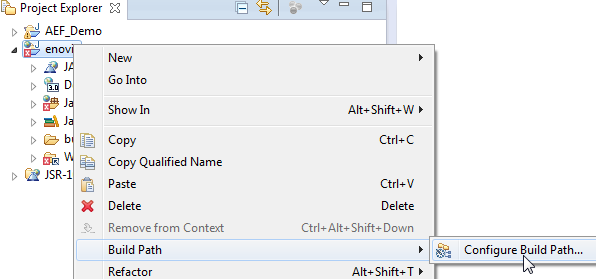 Project Explorer
AEF_Demo
enovi
New
JA
Go Into
D
Show In Alt+Shift+W
Ja
Ja
Copy Ctrl+C
bu
Copy Qualified Name
W
Paste Ctrl+V
JSR-1
Delete Delete
Remove from Context Ctrl+Alt+Shift+Down
Build Path
Configure Build Path...
Refactor Alt+Shift+T